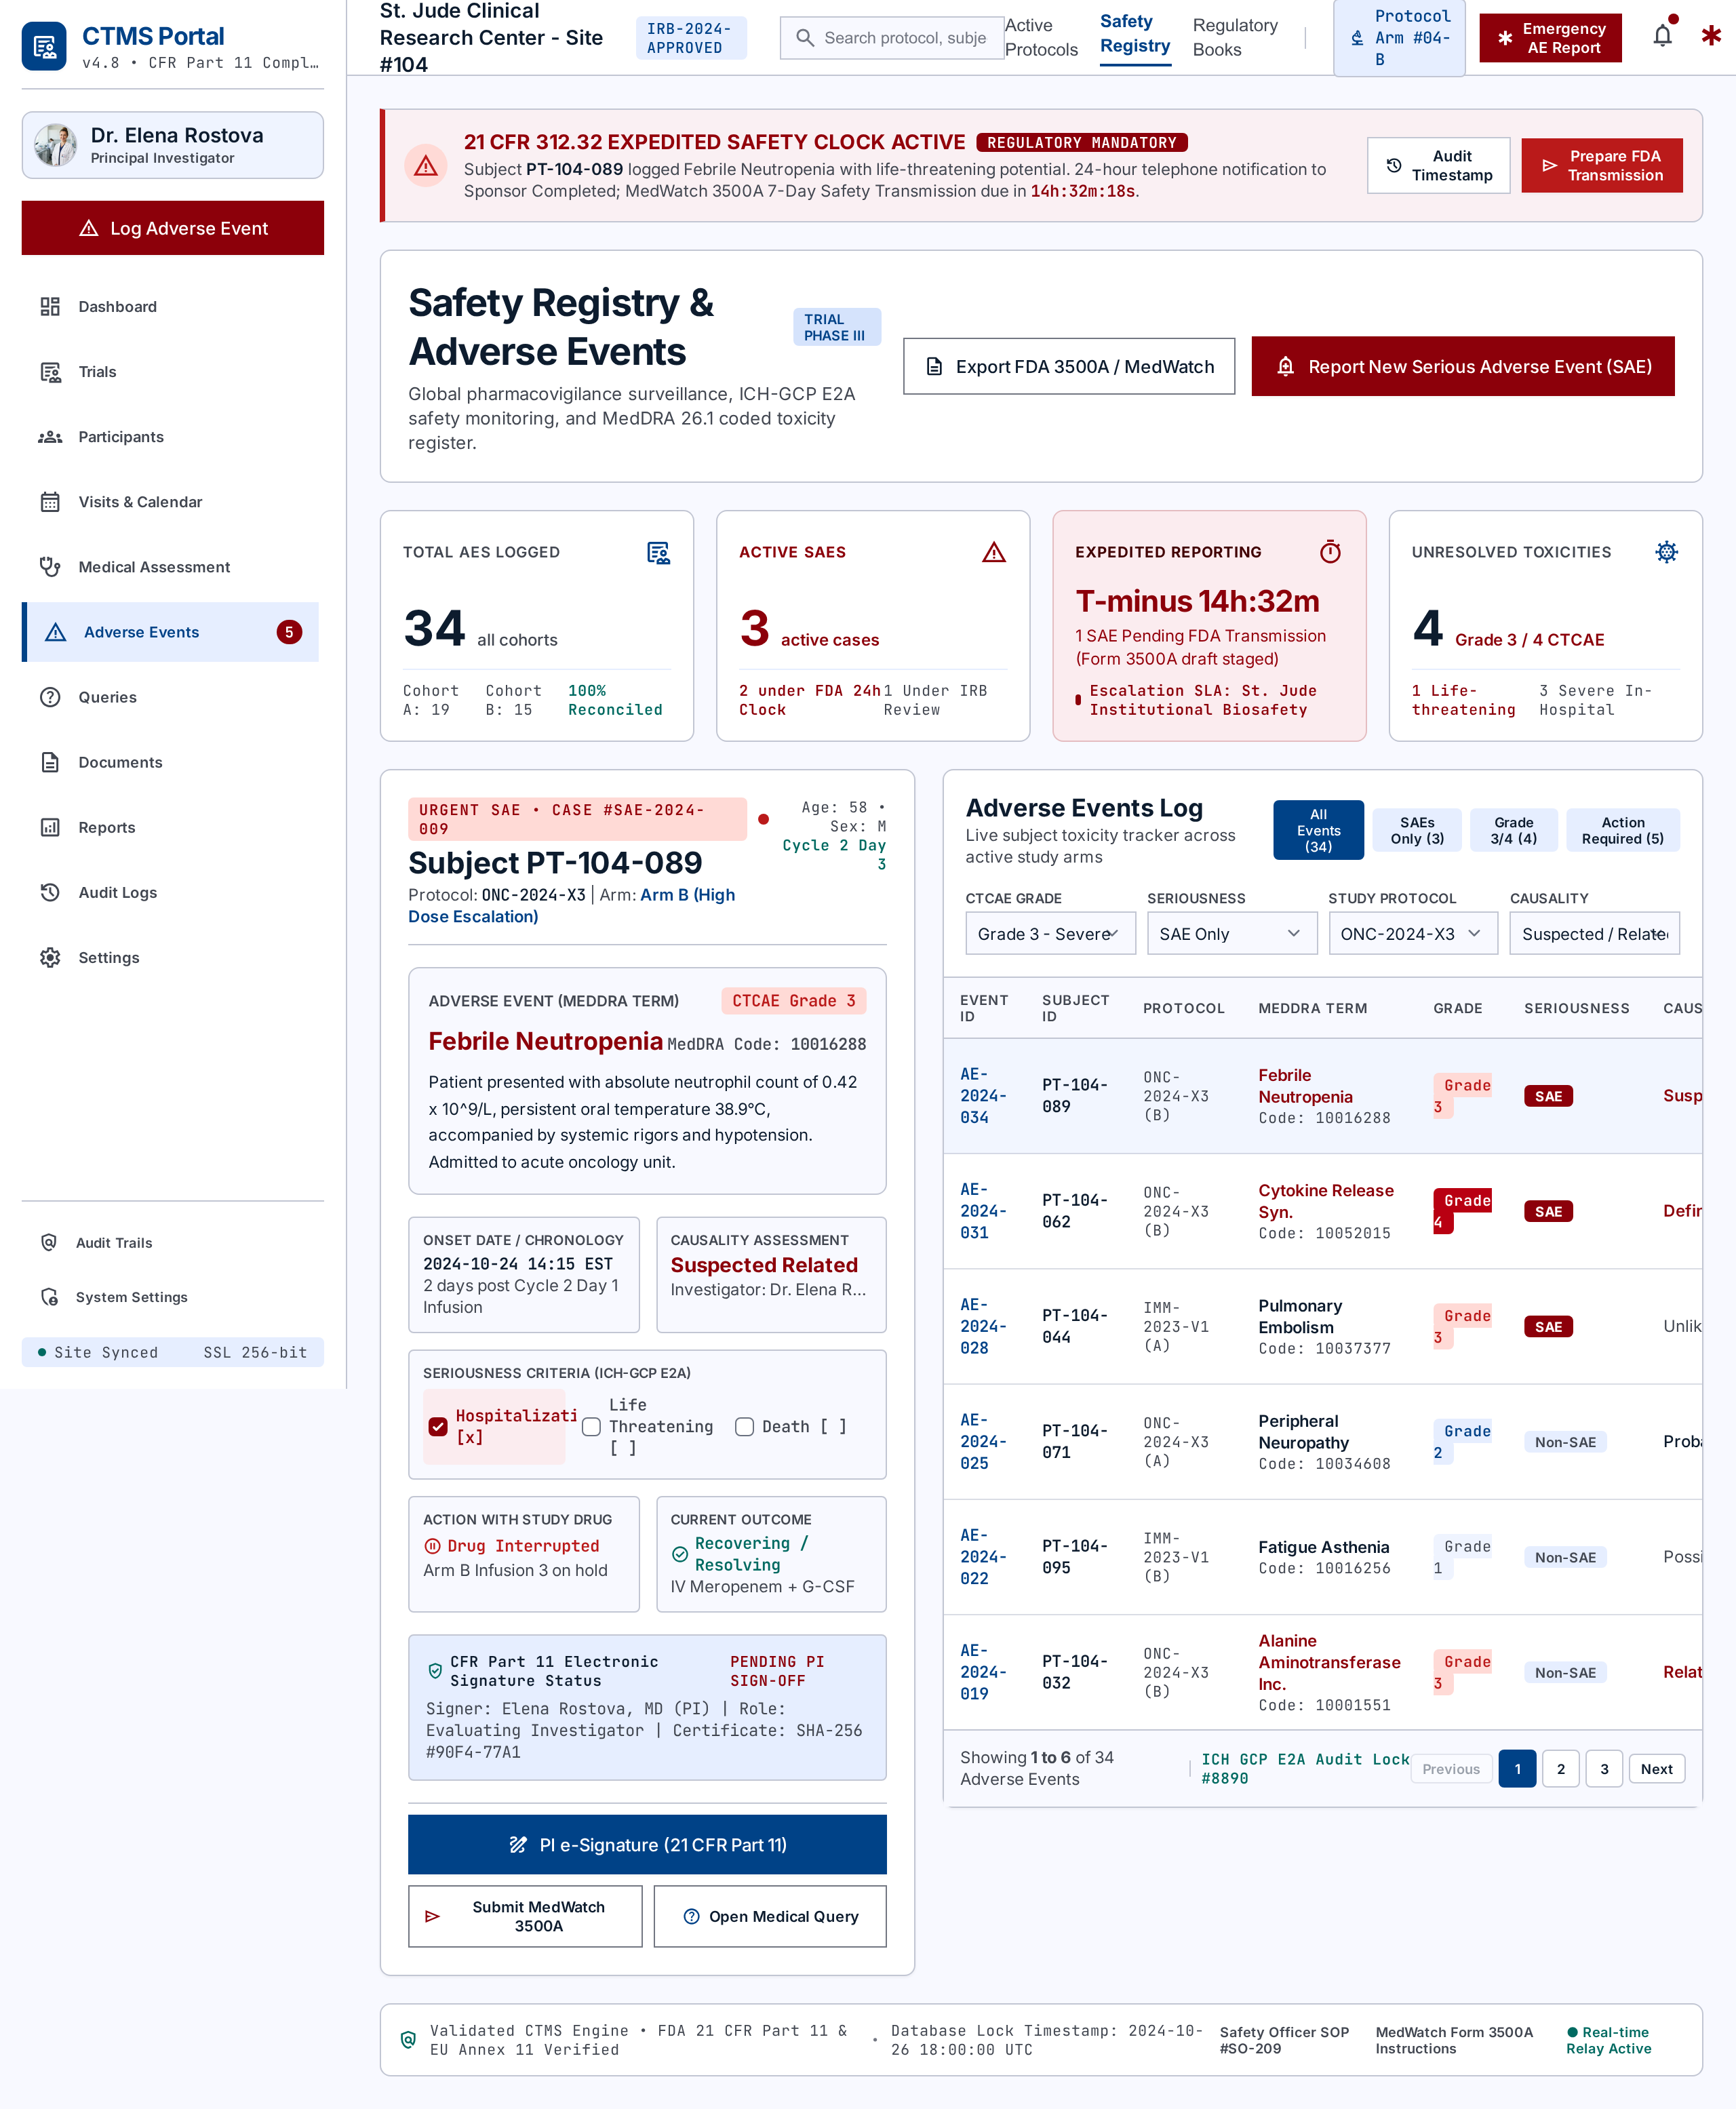 CTMS Portal
v4.8 • CFR Part 11 Compl…
Dr. Elena Rostova
Principal Investigator
Log Adverse Event
Dashboard
Trials
Participants
Visits & Calendar
Medical Assessment
Adverse Events
5
Queries
Documents
Reports
Audit Logs
Settings
Audit Trails
System Settings
Site Synced
SSL 256-bit
St. Jude Clinical
Research Center - Site
#104
IRB-2024-
APPROVED
Search protocol, subje
Active
Protocols
Safety
Registry
Regulatory
Books
Protocol
Arm #04-
B
Emergency
AE Report
21 CFR 312.32 EXPEDITED SAFETY CLOCK ACTIVE
REGULATORY MANDATORY
Subject PT-104-089 logged Febrile Neutropenia with life-threatening potential. 24-hour telephone notification to
Sponsor Completed; MedWatch 3500A 7-Day Safety Transmission due in 14h:32m:18s.
Audit
Timestamp
Prepare FDA
Transmission
Safety Registry &
Adverse Events
TRIAL
PHASE III
Global pharmacovigilance surveillance, ICH-GCP E2A
safety monitoring, and MedDRA 26.1 coded toxicity
register.
Export FDA 3500A / MedWatch
Report New Serious Adverse Event (SAE)
TOTAL AES LOGGED
34 all cohorts
Cohort
A: 19
Cohort
B: 15
100%
Reconciled
ACTIVE SAES
3 active cases
2 under FDA 24h
Clock
1 Under IRB
Review
EXPEDITED REPORTING
T-minus 14h:32m
1 SAE Pending FDA Transmission
(Form 3500A draft staged)
Escalation SLA: St. Jude
Institutional Biosafety
UNRESOLVED TOXICITIES
4 Grade 3 / 4 CTCAE
1 Life-
threatening
3 Severe In-
Hospital
URGENT SAE • CASE #SAE-2024-
009
Age: 58 •
Sex: M
Cycle 2 Day
3
Subject PT-104-089
Protocol: ONC-2024-X3 | Arm: Arm B (High
Dose Escalation)
ADVERSE EVENT (MEDDRA TERM)
CTCAE Grade 3
Febrile Neutropenia
MedDRA Code: 10016288
Patient presented with absolute neutrophil count of 0.42
x 10^9/L, persistent oral temperature 38.9°C,
accompanied by systemic rigors and hypotension.
Admitted to acute oncology unit.
ONSET DATE / CHRONOLOGY
2024-10-24 14:15 EST
2 days post Cycle 2 Day 1
Infusion
CAUSALITY ASSESSMENT
Suspected Related
Investigator: Dr. Elena R…
SERIOUSNESS CRITERIA (ICH-GCP E2A)
Hospitalizati
[x]
Life
Threatening
[ ]
Death [ ]
ACTION WITH STUDY DRUG
Drug Interrupted
Arm B Infusion 3 on hold
CURRENT OUTCOME
Recovering /
Resolving
IV Meropenem + G-CSF
CFR Part 11 Electronic
Signature Status
PENDING PI
SIGN-OFF
Signer: Elena Rostova, MD (PI) | Role:
Evaluating Investigator | Certificate: SHA-256
#90F4-77A1
PI e-Signature (21 CFR Part 11)
Submit MedWatch
3500A
Open Medical Query
Adverse Events Log
Live subject toxicity tracker across
active study arms
All
Events
(34)
SAEs
Only (3)
Grade
3/4 (4)
Action
Required (5)
CTCAE GRADE
Grade 3 - Severe
SERIOUSNESS
SAE Only
STUDY PROTOCOL
ONC-2024-X3
CAUSALITY
Suspected / Relate
EVENT
ID
SUBJECT
ID
PROTOCOL
MEDDRA TERM
GRADE
SERIOUSNESS
CAUS
AE-
2024-
034
PT-104-
089
ONC-
2024-X3
(B)
Febrile
Neutropenia
Code: 10016288
Grade
3
SAE
Susp
AE-
2024-
031
PT-104-
062
ONC-
2024-X3
(B)
Cytokine Release
Syn.
Code: 10052015
Grade
4
SAE
Defin
AE-
2024-
028
PT-104-
044
IMM-
2023-V1
(A)
Pulmonary
Embolism
Code: 10037377
Grade
3
SAE
Unlik
AE-
2024-
025
PT-104-
071
ONC-
2024-X3
(A)
Peripheral
Neuropathy
Code: 10034608
Grade
2
Non-SAE
Proba
AE-
2024-
022
PT-104-
095
IMM-
2023-V1
(B)
Fatigue Asthenia
Code: 10016256
Grade
1
Non-SAE
Possi
AE-
2024-
019
PT-104-
032
ONC-
2024-X3
(B)
Alanine
Aminotransferase
Inc.
Code: 10001551
Grade
3
Non-SAE
Relat
Showing 1 to 6 of 34
Adverse Events
ICH GCP E2A Audit Lock
#8890
Previous
1
2
3
Next
Validated CTMS Engine • FDA 21 CFR Part 11 &
EU Annex 11 Verified
•
Database Lock Timestamp: 2024-10-
26 18:00:00 UTC
Safety Officer SOP
#SO-209
MedWatch Form 3500A
Instructions
● Real-time
Relay Active